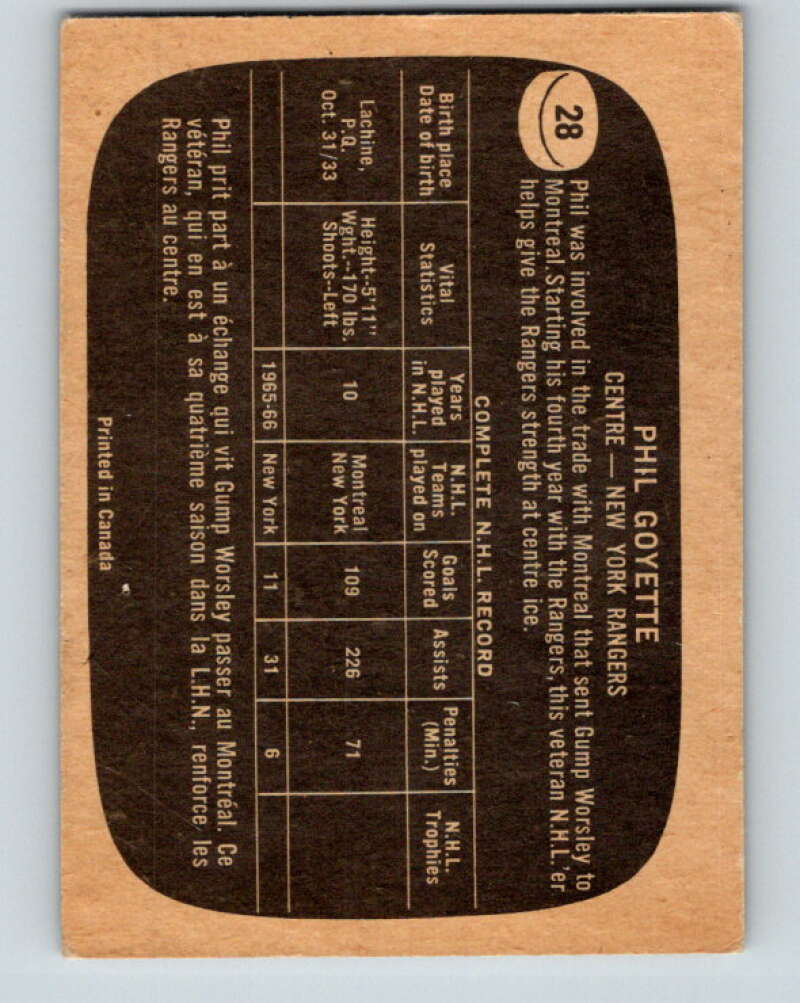 28
PHIL GOYETTE
CENTRE — NEW YORK RANGERS
Phil was involved in the trade with Montreal that sent Gump Worsley to
Montreal. Starting his fourth year with the Rangers, this veteran N.H.L.'er
helps give the Rangers strength at centre ice.
COMPLETE N.H.L. RECORD
Birth place Vital Years N.H.L. Goals Assists Penalties N.H.L.
Date of birth Statistics played Teams Scored (Min.) Trophies
in N.H.L. played on
Lachine, Height--5'11" 10 Montreal 109 226 71
P.Q. Wght.--170 lbs. New York
Oct. 31/33 Shoots--Left
1965-66 New York 11 31 6
Phil prit part à un échange qui vit Gump Worsley passer au Montréal. Ce
vétéran, qui en est à sa quatrième saison dans la L.H.N., renforce les
Rangers au centre.
Printed in Canada